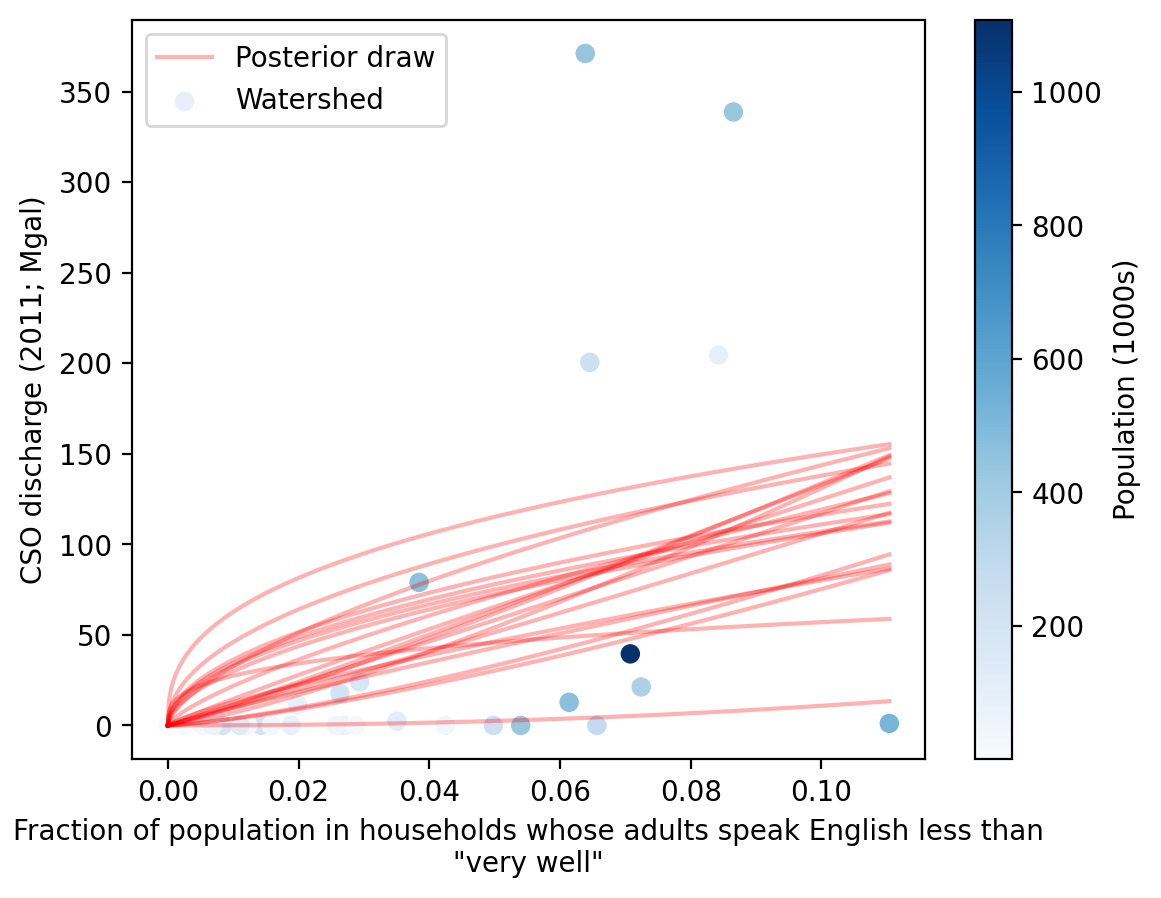 Posterior draw
Watershed
350
300
250
200
150
100
50
0
CSO discharge (2011; Mgal)
0.00 0.02 0.04 0.06 0.08 0.10
Fraction of population in households whose adults speak English less than
"very well"
1000
800
600
400
200
Population (1000s)